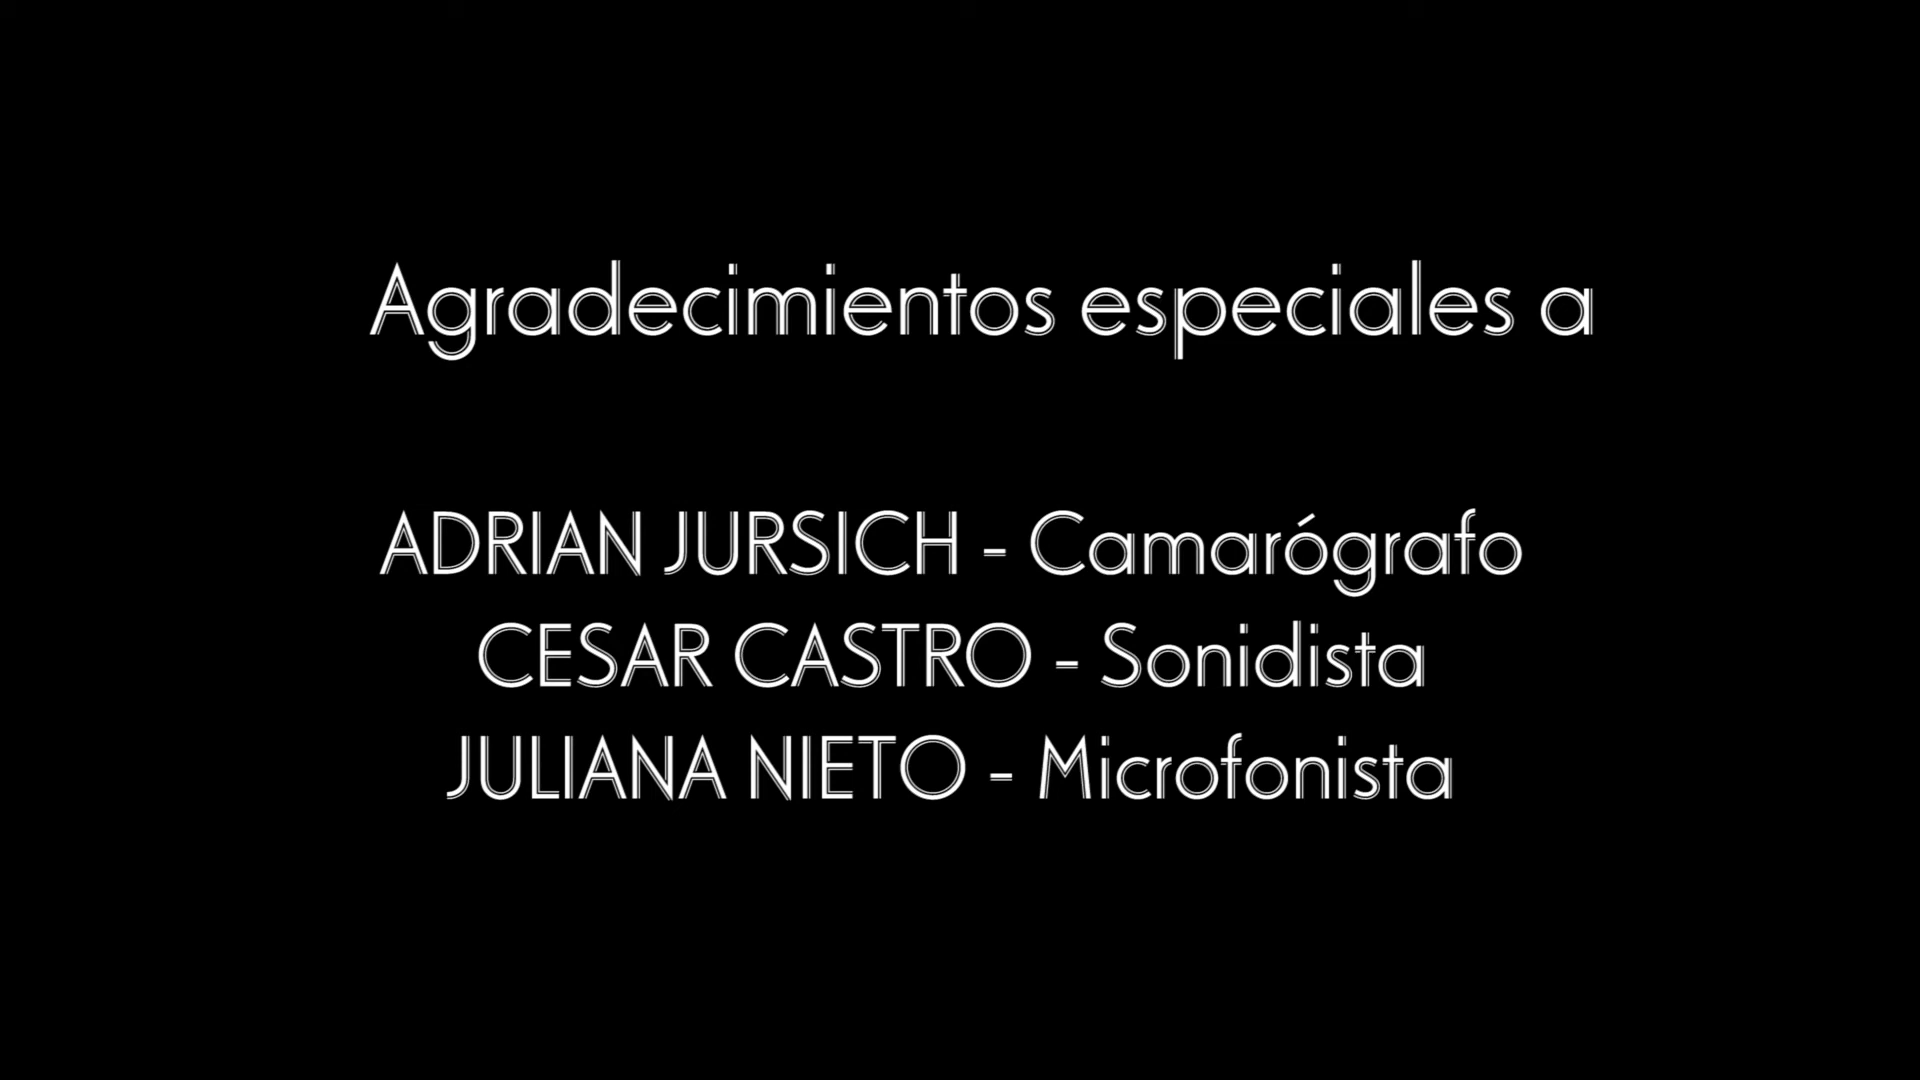 Agradecimientos especiales a
ADRIAN JURSICH - Camarógrafo
CESAR CASTRO - Sonidista
JULIANA NIETO - Microfonista